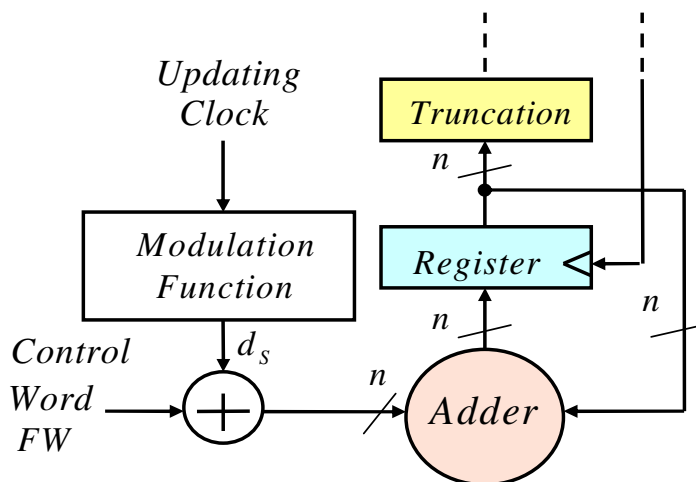 Updating
Clock
Truncation
n
Modulation
Function
Register
n
n
d_S
Control
Word
FW
n
Adder